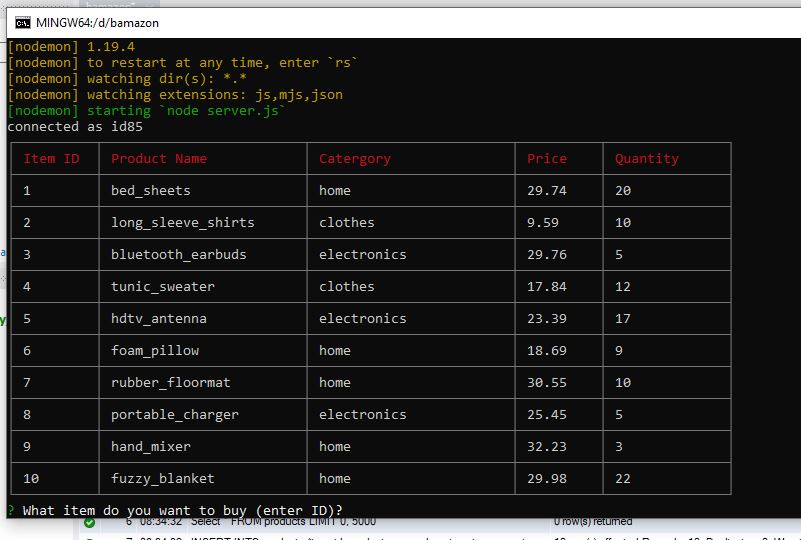 bamazon*
MINGW64:/d/bamazon
[nodemon] 1.19.4
[nodemon] to restart at any time, enter `rs`
[nodemon] watching dir(s): *.*
[nodemon] watching extensions: js,mjs,json
[nodemon] starting `node server.js`
connected as id85
Item ID Product Name Catergory Price Quantity
1 bed_sheets home 29.74 20
2 long_sleeve_shirts clothes 9.59 10
3 bluetooth_earbuds electronics 29.76 5
4 tunic_sweater clothes 17.84 12
5 hdtv_antenna electronics 23.39 17
6 foam_pillow home 18.69 9
7 rubber_floormat home 30.55 10
8 portable_charger electronics 25.45 5
9 hand_mixer home 32.23 3
10 fuzzy_blanket home 29.98 22
? What item do you want to buy (enter ID)?
6 08:34:32 Select * FROM products LIMIT 0, 5000 0 row(s) returned